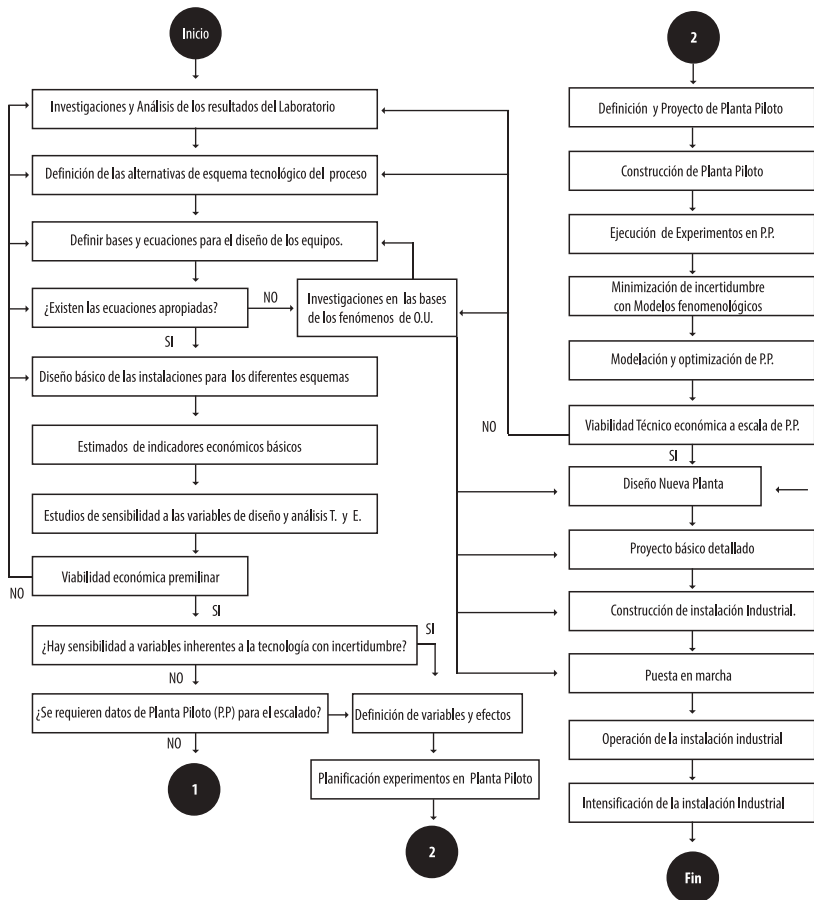 Inicio
Investigaciones y Análisis de los resultados del Laboratorio
Definición de las alternativas de esquema tecnológico del proceso
Definir bases y ecuaciones para el diseño de los equipos.
¿Existen las ecuaciones apropiadas?
NO
Investigaciones en las bases
de los fenómenos de O.U.
SI
Diseño básico de las instalaciones para los diferentes esquemas
Estimados de indicadores económicos básicos
Estudios de sensibilidad a las variables de diseño y análisis T. y E.
Viabilidad económica premilinar
NO
SI
¿Hay sensibilidad a variables inherentes a la tecnología con incertidumbre?
SI
NO
¿Se requieren datos de Planta Piloto (P.P) para el escalado?
Definición de variables y efectos
NO
1
Planificación experimentos en Planta Piloto
2
2
Definición y Proyecto de Planta Piloto
Construcción de Planta Piloto
Ejecución de Experimentos en P.P.
Minimización de incertidumbre
con Modelos fenomenológicos
Modelación y optimización de P.P.
Viabilidad Técnico económica a escala de P.P.
NO
SI
Diseño Nueva Planta
Proyecto básico detallado
Construcción de instalación Industrial.
Puesta en marcha
Operación de la instalación industrial
Intensificación de la instalación Industrial
Fin